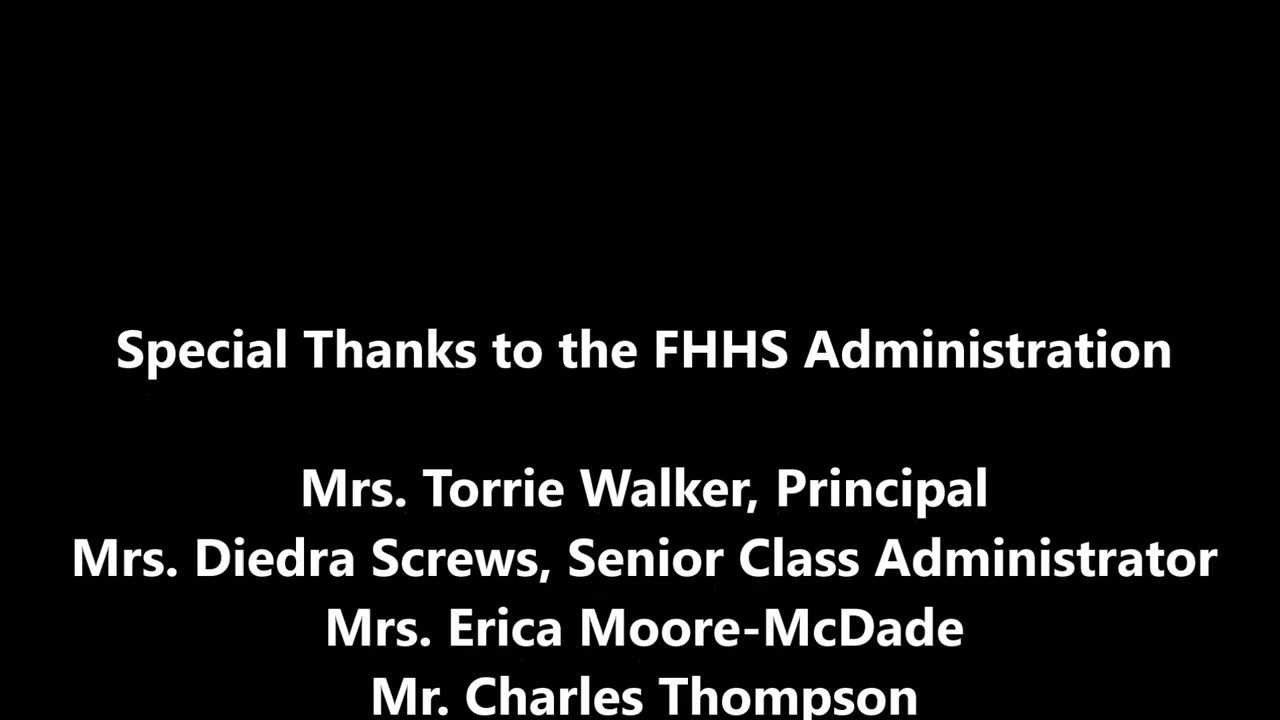 Special Thanks to the FHHS Administration
Mrs. Torrie Walker, Principal
Mrs. Diedra Screws, Senior Class Administrator
Mrs. Erica Moore-McDade
Mr. Charles Thompson